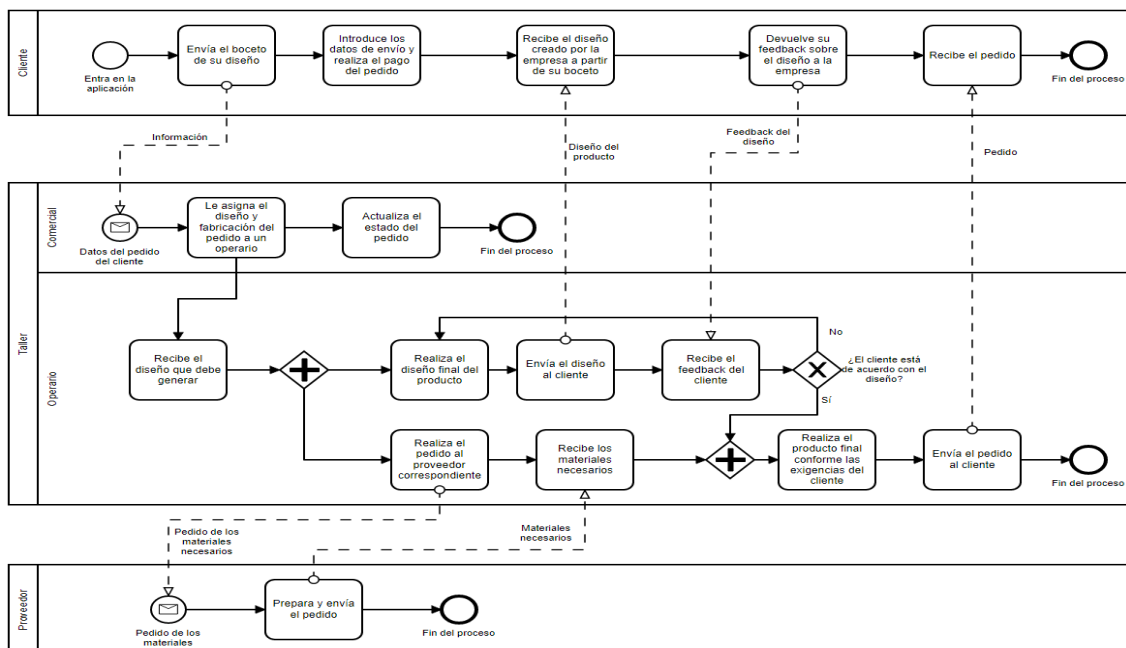 Cliente
Entra en la
aplicación
Envía el boceto
de su diseño
Introduce los
datos de envío y
realiza el pago
del pedido
Recibe el diseño
creado por la
empresa a partir
de su boceto
Devuelve su
feedback sobre
el diseño a la
empresa
Recibe el pedido
Fin del proceso
Información
Diseño del
producto
Feedback del
diseño
Pedido
Taller
Comercial
Datos del pedido
del cliente
Le asigna el
diseño y
fabricación del
pedido a un
operario
Actualiza el
estado del
pedido
Fin del proceso
Operario
Recibe el
diseño que debe
generar
Realiza el
diseño final del
producto
Envía el diseño
al cliente
Recibe el
feedback del
cliente
No
¿El cliente está
de acuerdo con el
diseño?
Sí
Realiza el
pedido al
proveedor
correspondiente
Recibe los
materiales
necesarios
Realiza el
producto final
conforme las
exigencias del
cliente
Envía el pedido
al cliente
Fin del proceso
Pedido de los
materiales
necesarios
Materiales
necesarios
Proveedor
Pedido de los
materiales
Prepara y envía
el pedido
Fin del proceso